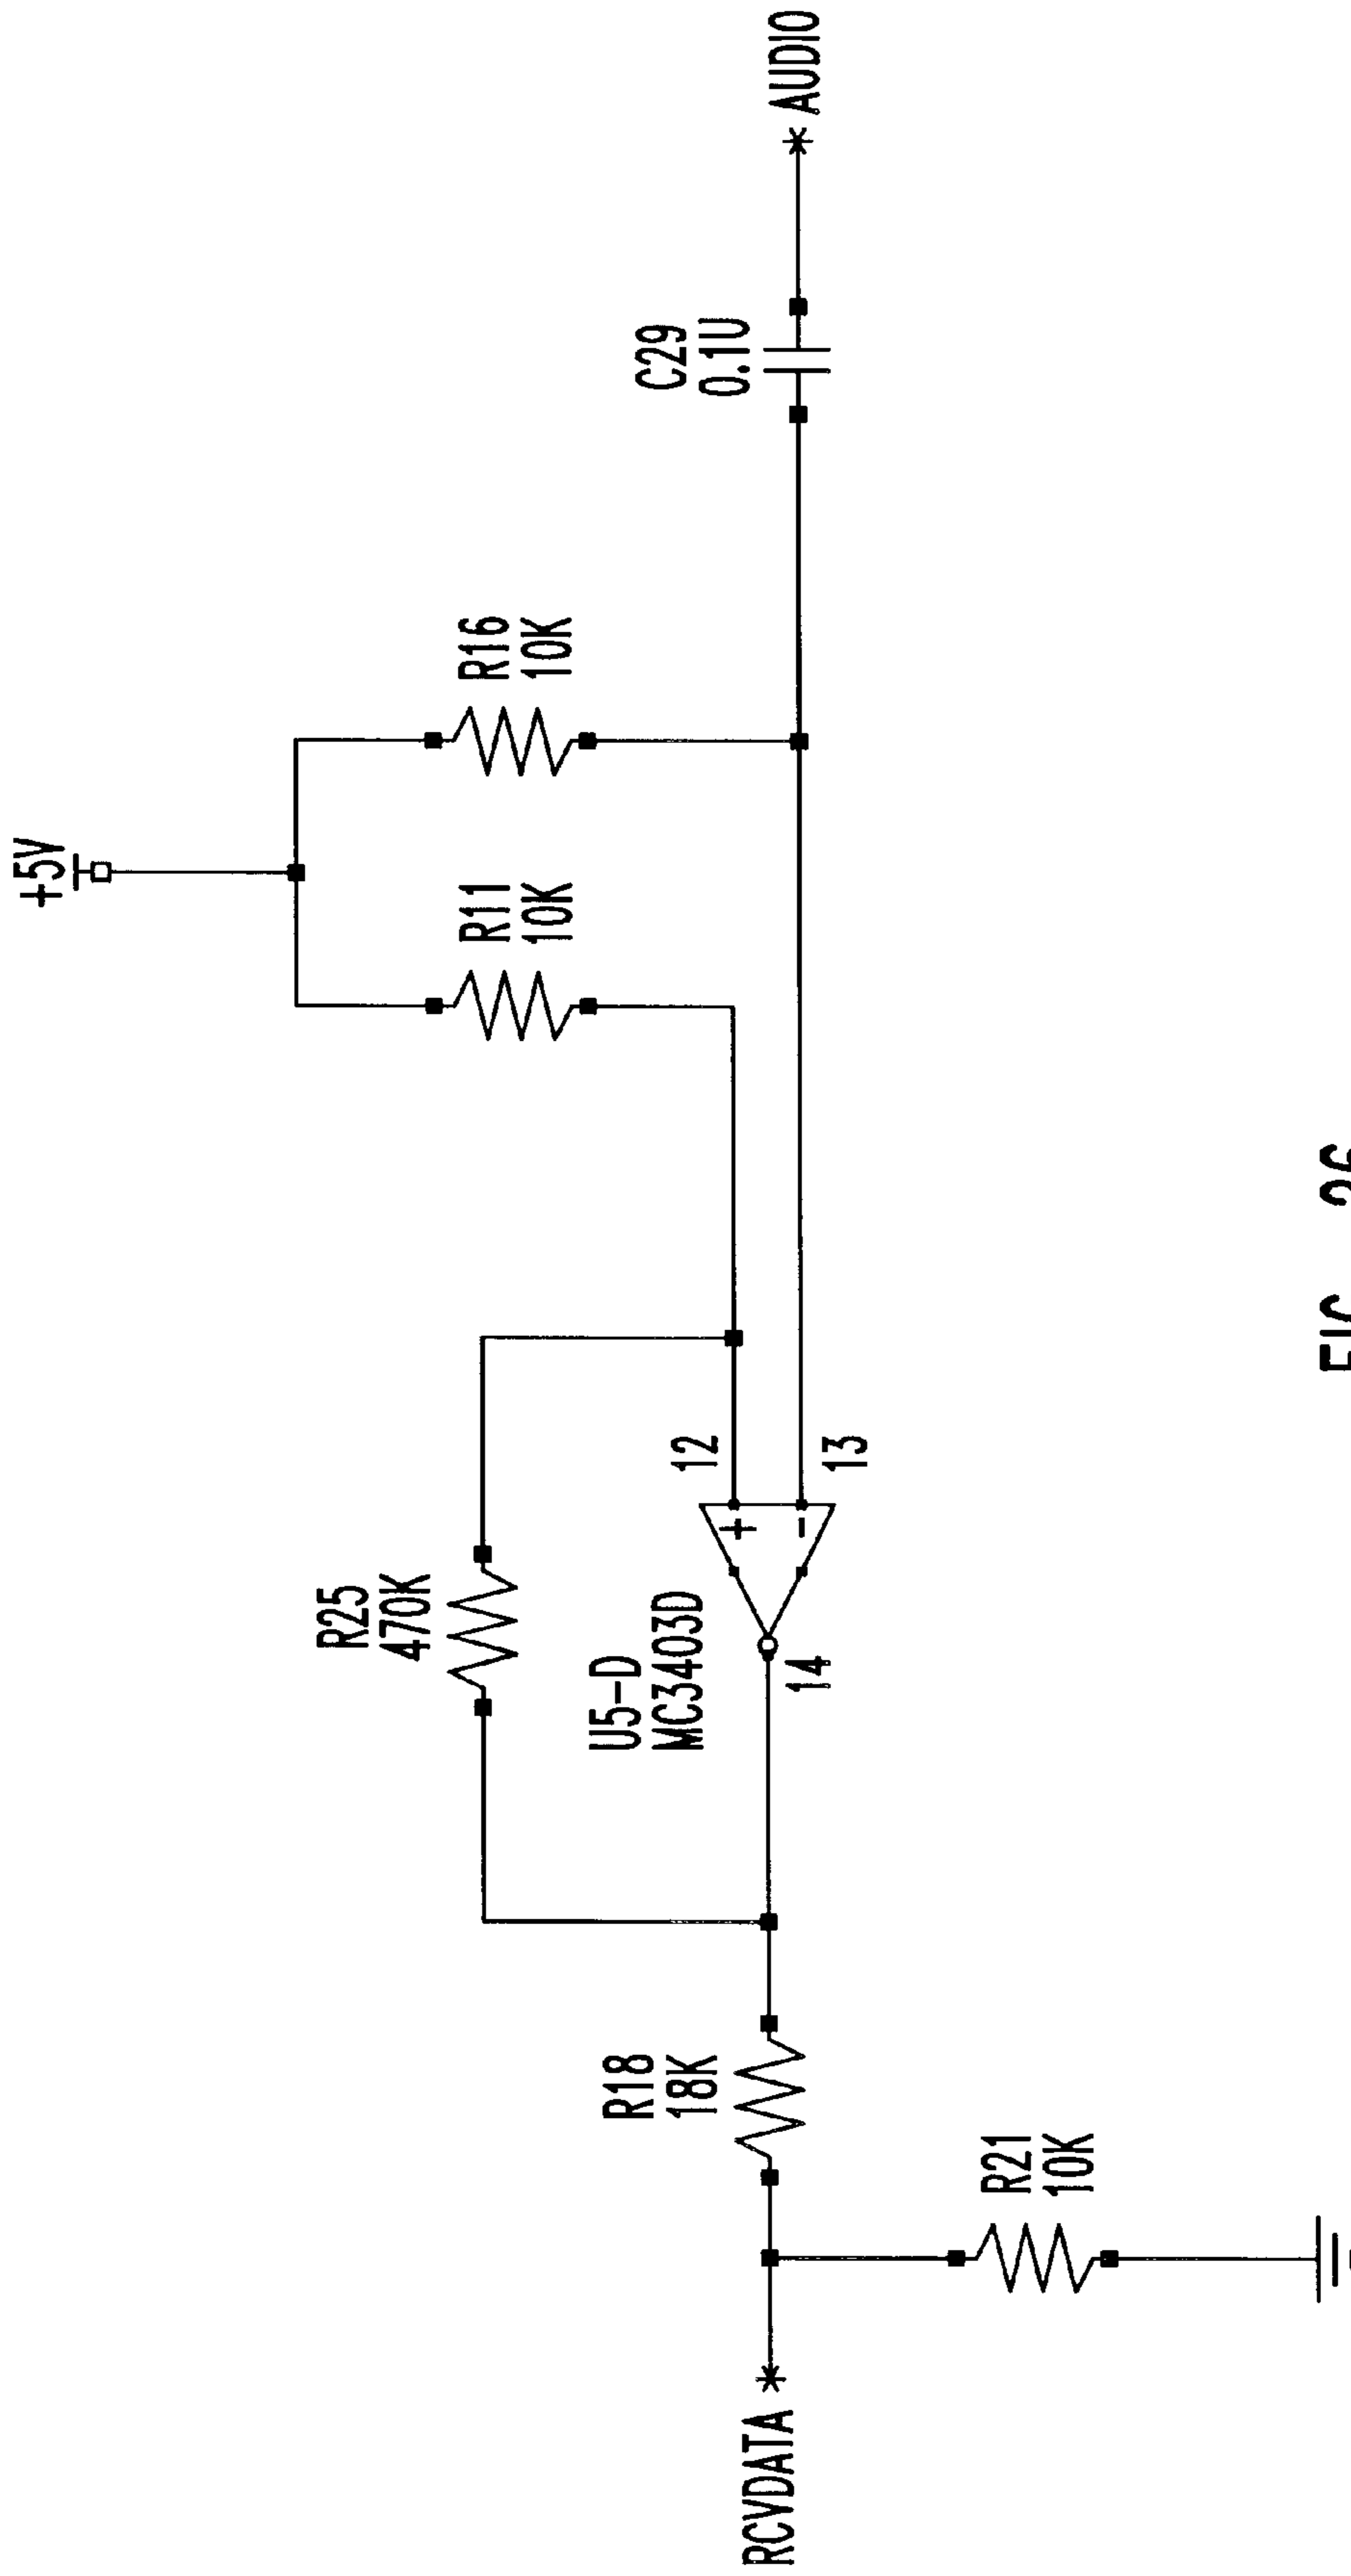 +5V
R11
10K
R16
10K
R25
470K
C29
0.1U
AUDIO
12
13
U5-D
MC3403D
14
R18
18K
RCVDATA
R21
10K
+
-